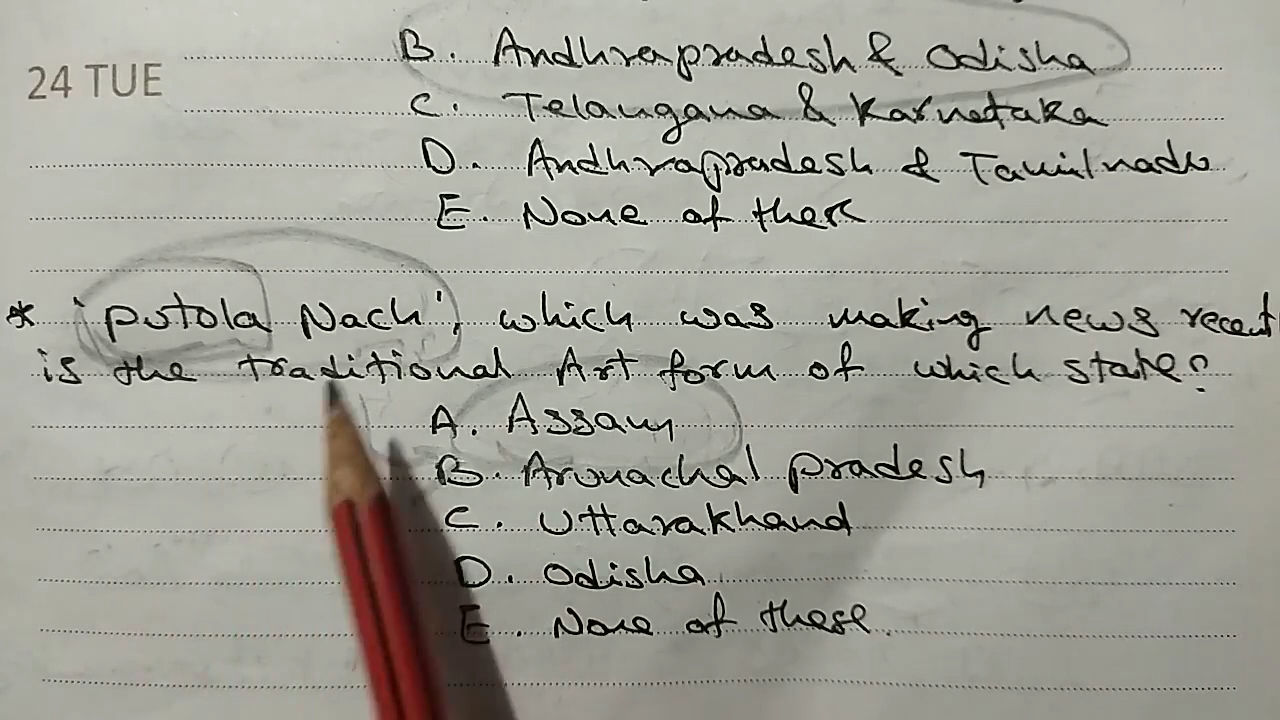 B. Andhrapradesh & Odisha
24 TUE
C. Telangana & Karnataka
D. Andhrapradesh & Tamilnadu
E. None of these
* 'putola Nach', which was making news recent
is the traditional Art form of which state?
A. Assam
B. Arunachal pradesh
C. Uttarakhand
D. Odisha
E. None of these.